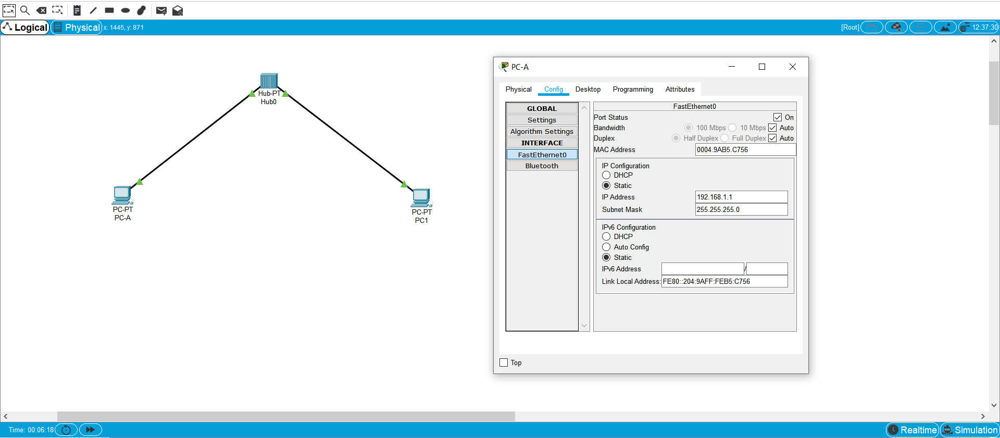 Logical Physical x: 1445, y: 871 [Root] 12:37:30
Hub-PT
Hub0
PC-PT
PC-A
PC-PT
PC1
PC-A
Physical Config Desktop Programming Attributes
GLOBAL
Settings
Algorithm Settings
INTERFACE
FastEthernet0
Bluetooth
FastEthernet0
Port Status On
Bandwidth 100 Mbps 10 Mbps Auto
Duplex Half Duplex Full Duplex Auto
MAC Address 0004.9AB5.C756
IP Configuration
DHCP
Static
IP Address 192.168.1.1
Subnet Mask 255.255.255.0
IPv6 Configuration
DHCP
Auto Config
Static
IPv6 Address /
Link Local Address: FE80::204:9AFF:FEB5:C756
Top
Time: 00:06:18 Realtime Simulation